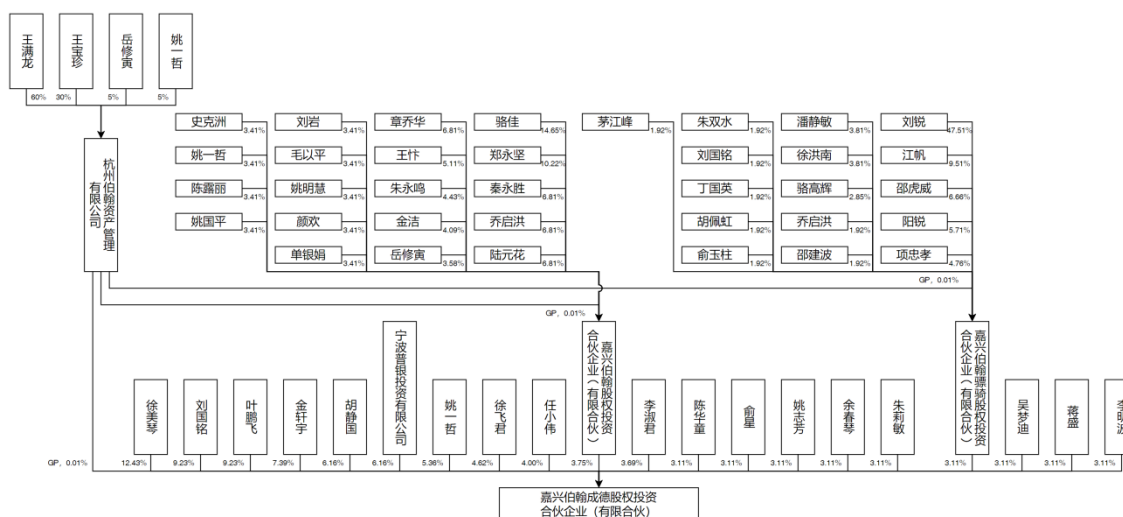 王满龙
王宝珍
岳修寅
姚一哲
60%
30%
5%
5%
杭州伯翰资产管理
有限公司
史克洲
3.41%
刘岩
3.41%
章乔华
6.81%
骆佳
14.65%
茅江峰
1.92%
朱双水
1.92%
潘静敏
3.81%
刘锐
47.51%
姚一哲
3.41%
毛以平
3.41%
王忭
5.11%
郑永坚
10.22%
刘国铭
1.92%
徐洪南
3.81%
江帆
9.51%
陈露丽
3.41%
姚明慧
3.41%
朱永鸣
4.43%
秦永胜
6.81%
丁国英
1.92%
骆高辉
2.85%
邵虎威
6.66%
姚国平
3.41%
颜欢
3.41%
金洁
4.09%
乔启洪
6.81%
胡佩虹
1.92%
乔启洪
1.92%
阳锐
5.71%
单银娟
3.41%
岳修寅
3.58%
陆元花
6.81%
俞玉柱
1.92%
邵建波
1.92%
项忠孝
4.76%
GP，0.01%
GP，0.01%
徐美琴
刘国铭
叶鹏飞
金轩宇
胡静国
宁波普银投资有限公司
姚一哲
徐飞君
任小伟
嘉兴伯翰股权投资
合伙企业（有限合伙）
李淑君
陈华童
俞星
姚志芳
余春琴
朱莉敏
嘉兴伯翰骠骑股权投资
合伙企业（有限合伙）
吴梦迪
蒋盛
李明波
GP，0.01%
12.43%
9.23%
9.23%
7.39%
6.16%
6.16%
5.36%
4.62%
4.00%
3.75%
3.69%
3.11%
3.11%
3.11%
3.11%
3.11%
3.11%
3.11%
3.11%
3.11%
嘉兴伯翰成德股权投资
合伙企业（有限合伙）